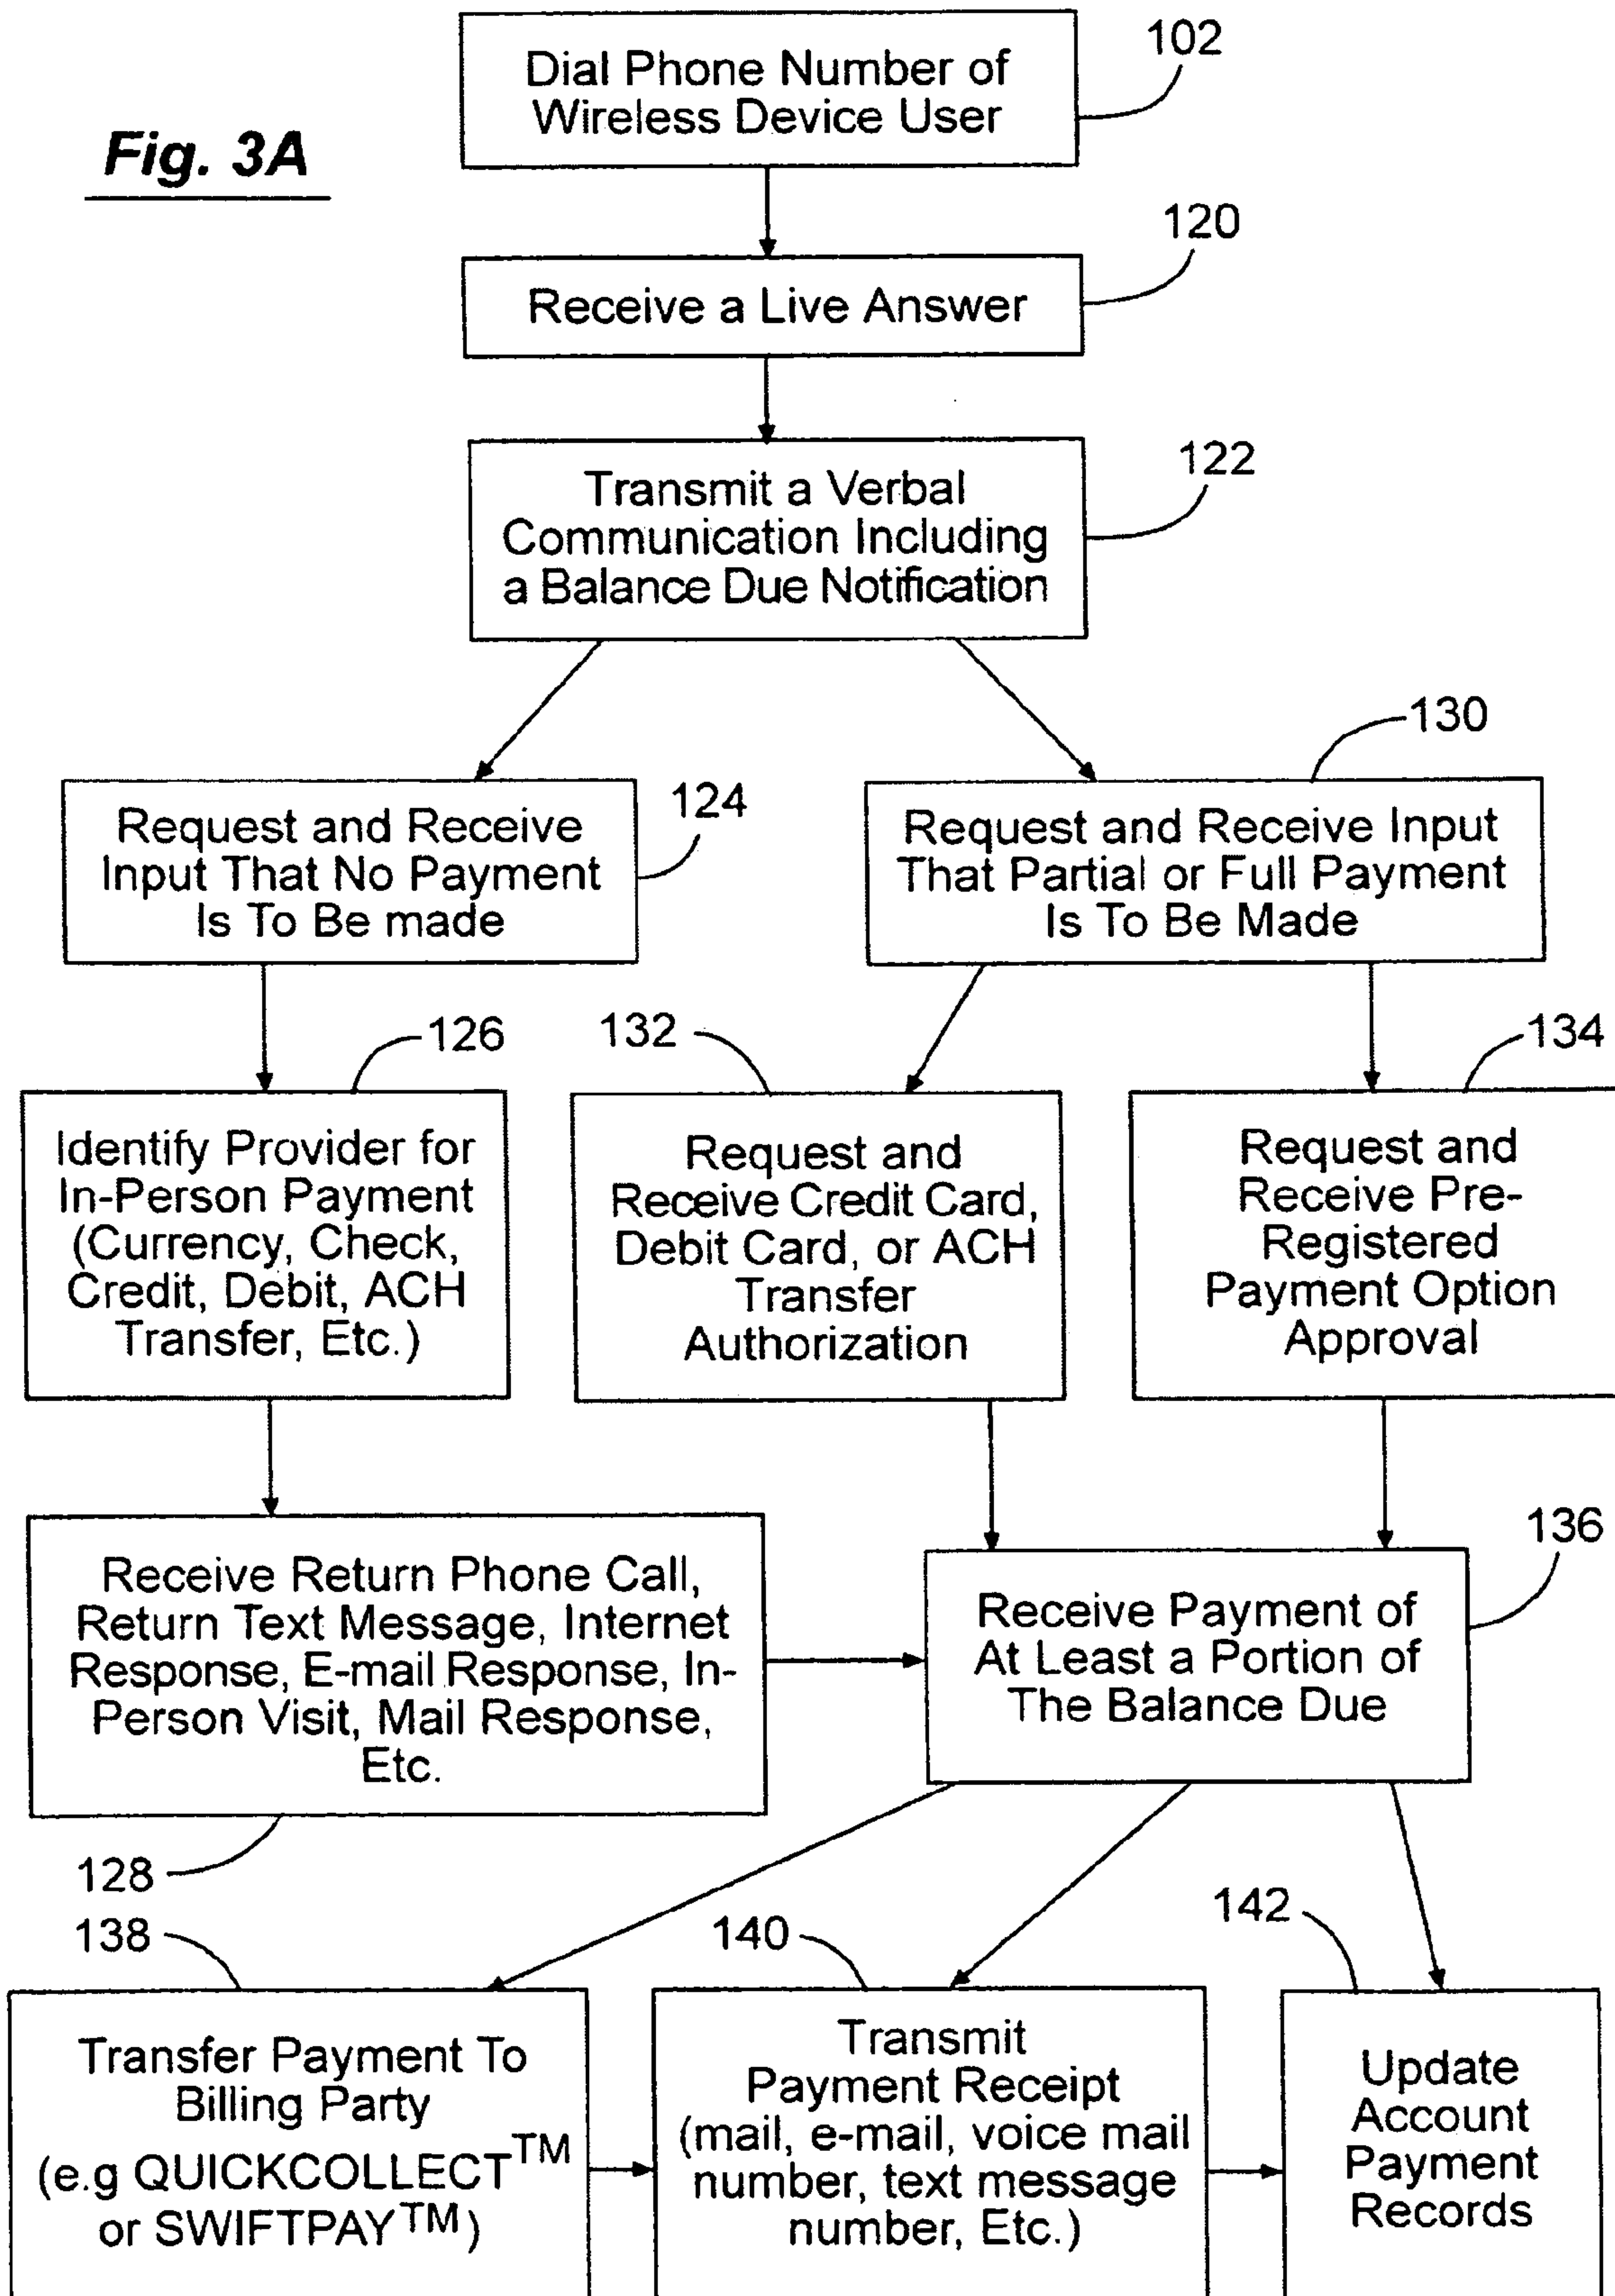 Fig. 3A
Dial Phone Number of
Wireless Device User
102
Receive a Live Answer
120
Transmit a Verbal
Communication Including
a Balance Due Notification
122
Request and Receive
Input That No Payment
Is To Be made
124
Request and Receive Input
That Partial or Full Payment
Is To Be Made
130
Identify Provider for
In-Person Payment
(Currency, Check,
Credit, Debit, ACH
Transfer, Etc.)
126
Request and
Receive Credit Card,
Debit Card, or ACH
Transfer
Authorization
132
Request and
Receive Pre-
Registered
Payment Option
Approval
134
Receive Return Phone Call,
Return Text Message, Internet
Response, E-mail Response, In-
Person Visit, Mail Response,
Etc.
128
Receive Payment of
At Least a Portion of
The Balance Due
136
Transfer Payment To
Billing Party
(e.g QUICKCOLLECT™
or SWIFTPAY™)
138
Transmit
Payment Receipt
(mail, e-mail, voice mail
number, text message
number, Etc.)
140
Update
Account
Payment
Records
142